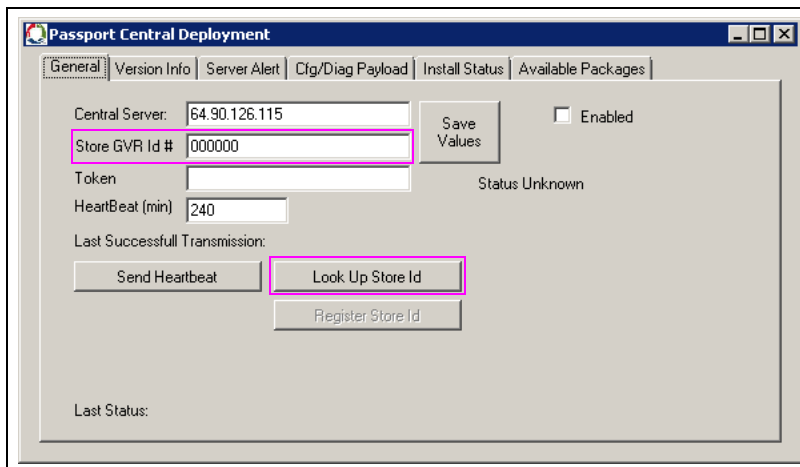 Passport Central Deployment
General Version Info Server Alert Cfg/Diag Payload Install Status Available Packages
Central Server: 64.90.126.115 Save Values Enabled
Store GVR Id # 000000
Token Status Unknown
HeartBeat (min) 240
Last Successfull Transmission:
Send Heartbeat Look Up Store Id
Register Store Id
Last Status: